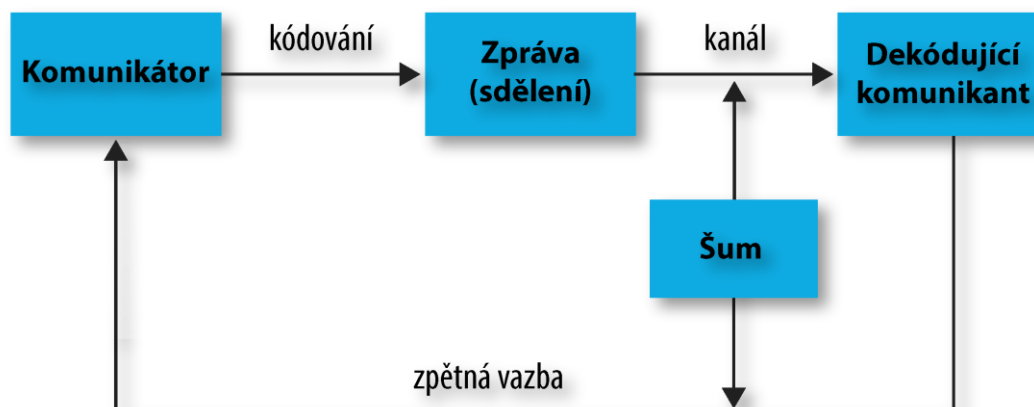 Komunikátor
kódování
Zpráva
(sdělení)
kanál
Dekódující
komunikant
Šum
zpětná vazba